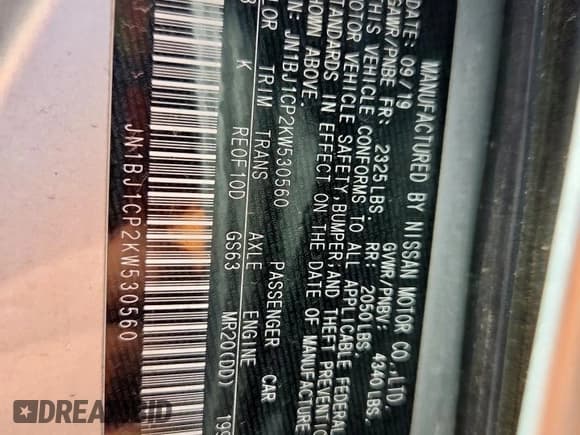 MANUFACTURED BY NISSAN MOTOR CO., LTD.
DATE: 09/19 GVWR/PNBV: 4340 LBS.
GAWR/PNBE FR: 2325 LBS. RR: 2050 LBS.
THIS VEHICLE CONFORMS TO ALL APPLICABLE FEDERAL
MOTOR VEHICLE SAFETY, BUMPER, AND THEFT PREVENTION
STANDARDS IN EFFECT ON THE DATE OF MANUFACTURE
SHOWN ABOVE.
VIN: JN1BJ1CP2KW530560 PASSENGER CAR
TRIM TRANS AXLE ENGINE
K RE0F10D GS63 MR20(DD) 199
JN1BJ1CP2KW530560
DREAMBID